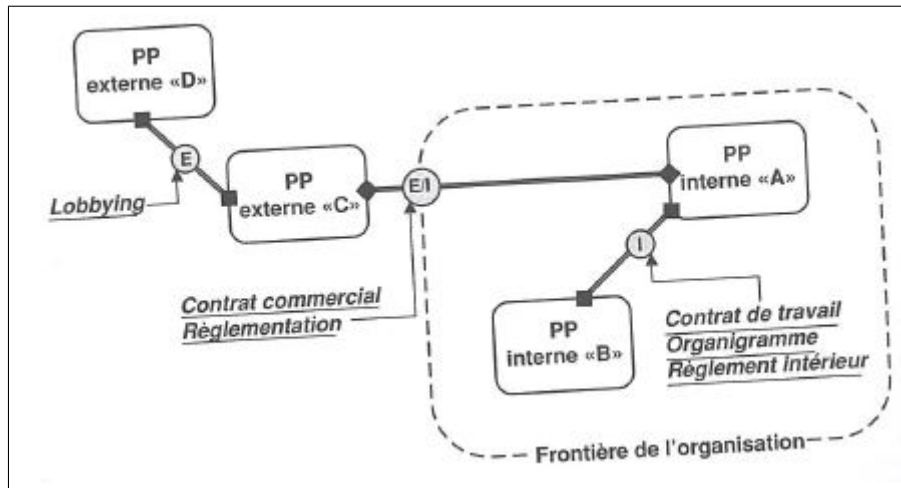 PP
externe «D»
E
Lobbying
PP
externe «C»
E/I
PP
interne «A»
I
Contrat commercial
Règlementation
PP
interne «B»
Contrat de travail
Organigramme
Règlement intérieur
Frontière de l'organisation